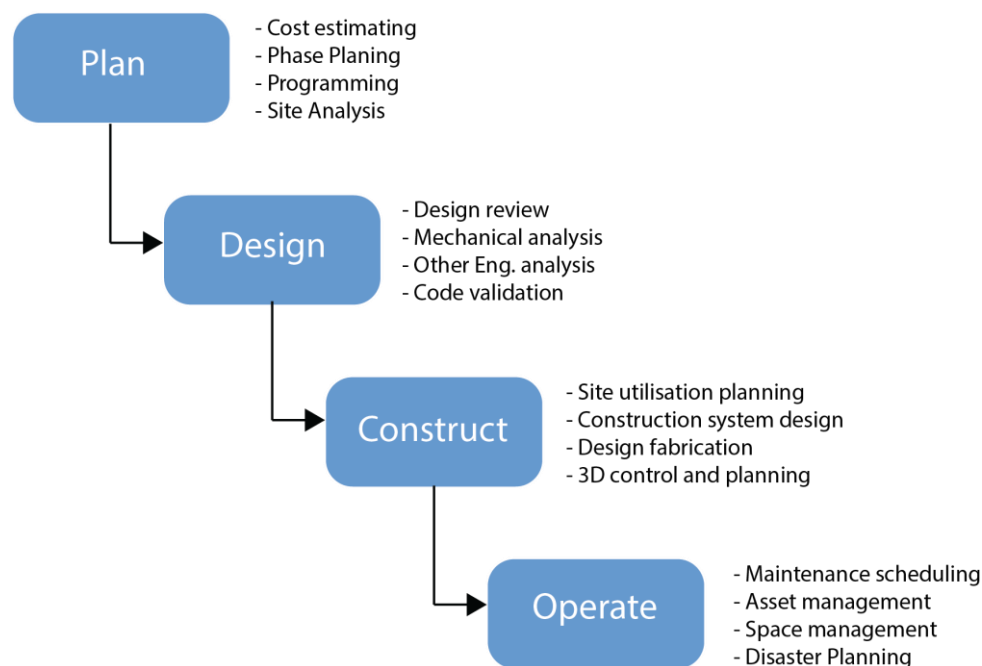 Plan
- Cost estimating
- Phase Planing
- Programming
- Site Analysis
Design
- Design review
- Mechanical analysis
- Other Eng. analysis
- Code validation
Construct
- Site utilisation planning
- Construction system design
- Design fabrication
- 3D control and planning
Operate
- Maintenance scheduling
- Asset management
- Space management
- Disaster Planning